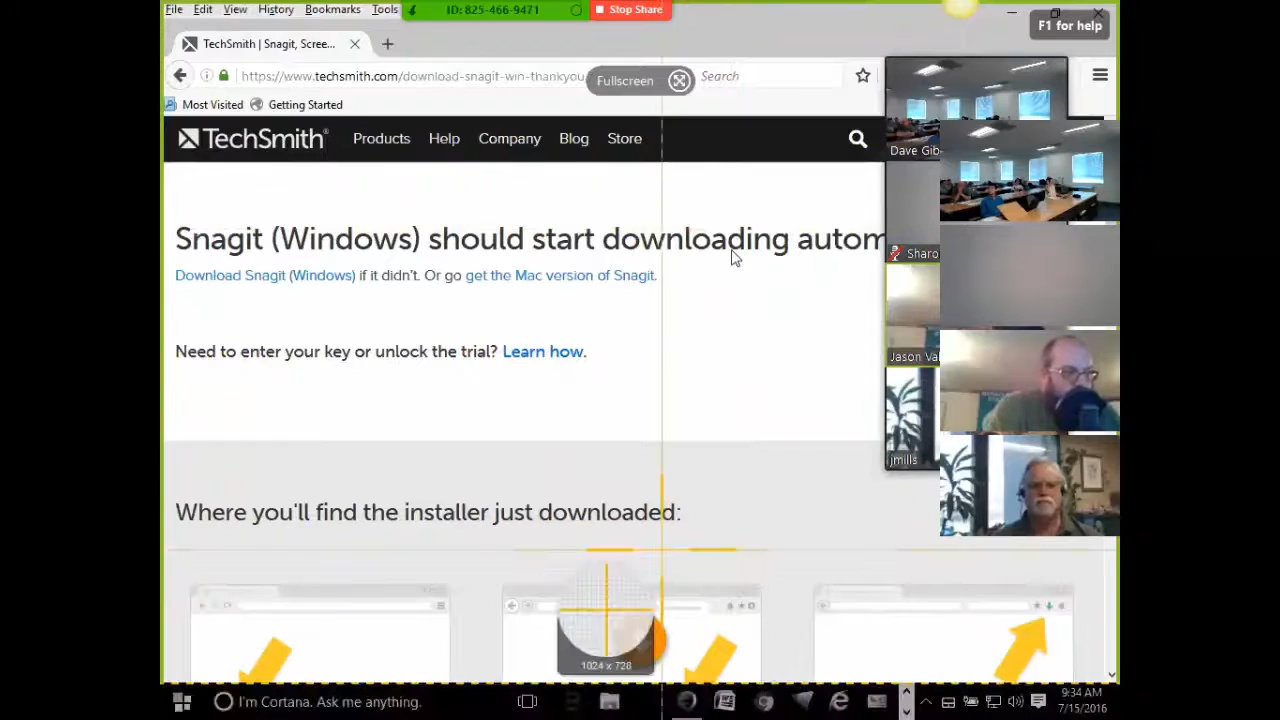 File Edit View History Bookmarks Tools
ID: 825-466-9471
Stop Share
F1 for help
TechSmith | Snagit, Scree...
https://www.techsmith.com/download-snagit-win-thankyou
Fullscreen
Search
Most Visited Getting Started
TechSmith® Products Help Company Blog Store
Dave Gib
Snagit (Windows) should start downloading autom
Sharo
Download Snagit (Windows) if it didn't. Or go get the Mac version of Snagit.
Need to enter your key or unlock the trial? Learn how.
Jason Val
jmills
Where you'll find the installer just downloaded:
1024 x 728
I'm Cortana. Ask me anything.
9:34 AM
7/15/2016